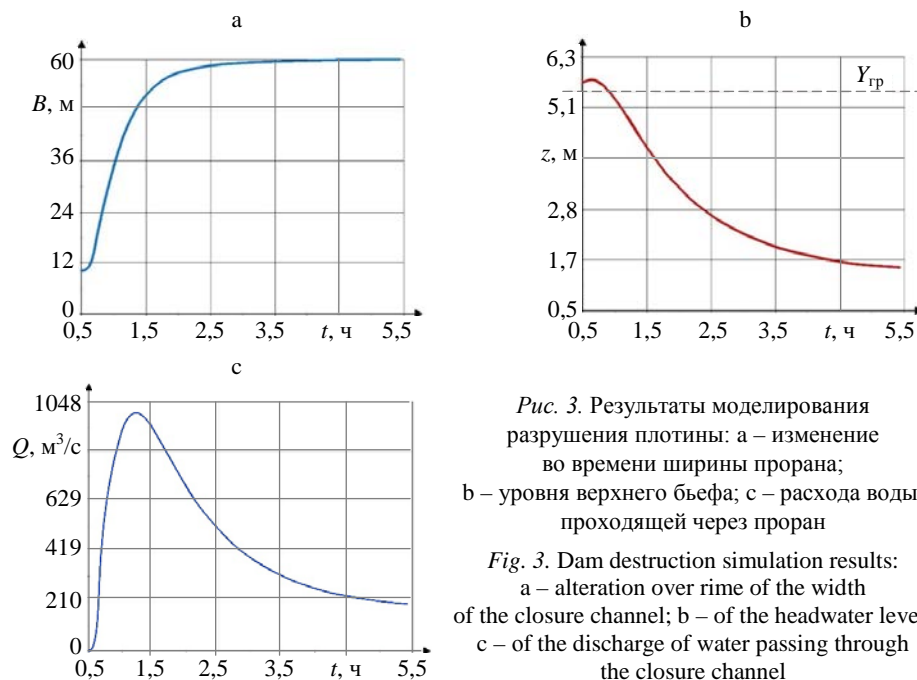 a
60
B, м
36
24
12
0
0,5 1,5 2,5 3,5 t, ч 5,5
b
6,3
Yгр
5,1
z, м
2,8
1,7
0,5
0,5 1,5 2,5 3,5 t, ч 5,5
c
1048
Q, м³/с
629
419
210
0
0,5 1,5 2,5 3,5 t, ч 5,5
Рис. 3. Результаты моделирования
разрушения плотины: a – изменение
во времени ширины прорана;
b – уровня верхнего бьефа; c – расхода воды
проходящей через проран
Fig. 3. Dam destruction simulation results:
a – alteration over rime of the width
of the closure channel; b – of the headwater leve
c – of the discharge of water passing through
the closure channel